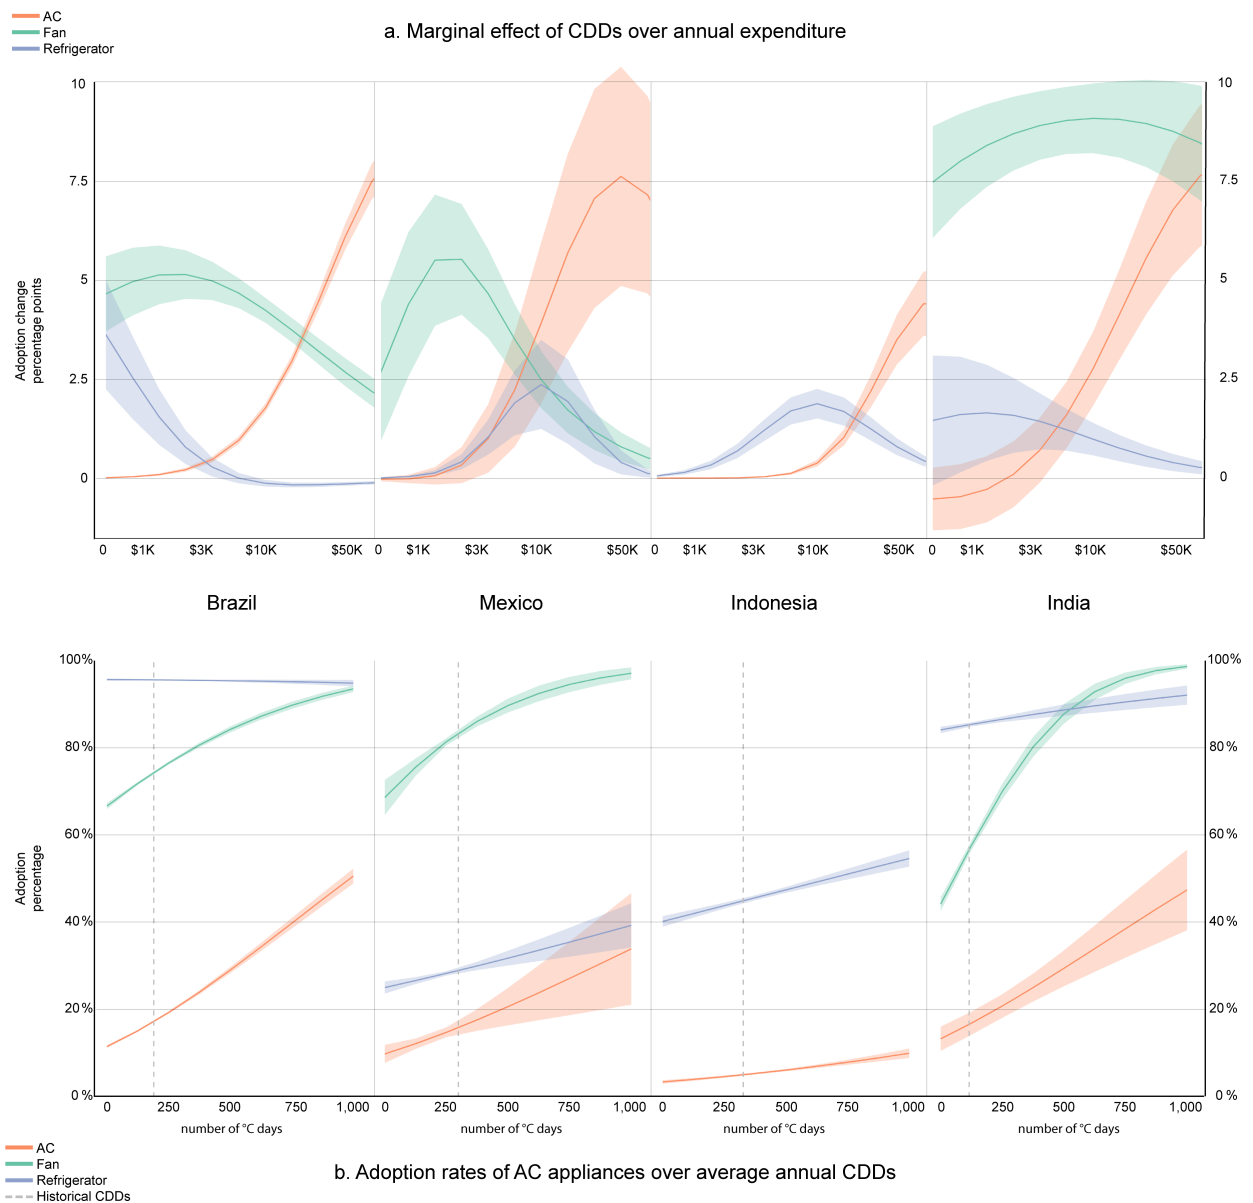 AC
Fan
Refrigerator
a. Marginal effect of CDDs over annual expenditure
Adoption change
percentage points
10
7.5
5
2.5
0
10
7.5
5
2.5
0
0 $1K $3K $10K $50K 0 $1K $3K $10K $50K 0 $1K $3K $10K $50K 0 $1K $3K $10K $50K
Brazil Mexico Indonesia India
Adoption
percentage
100%
80%
60%
40%
20%
0%
100%
80%
60%
40%
20%
0%
0 250 500 750 1,000 0 250 500 750 1,000 0 250 500 750 1,000 0 250 500 750 1,000
number of °C days number of °C days number of °C days number of °C days
AC
Fan
Refrigerator
Historical CDDs
b. Adoption rates of AC appliances over average annual CDDs